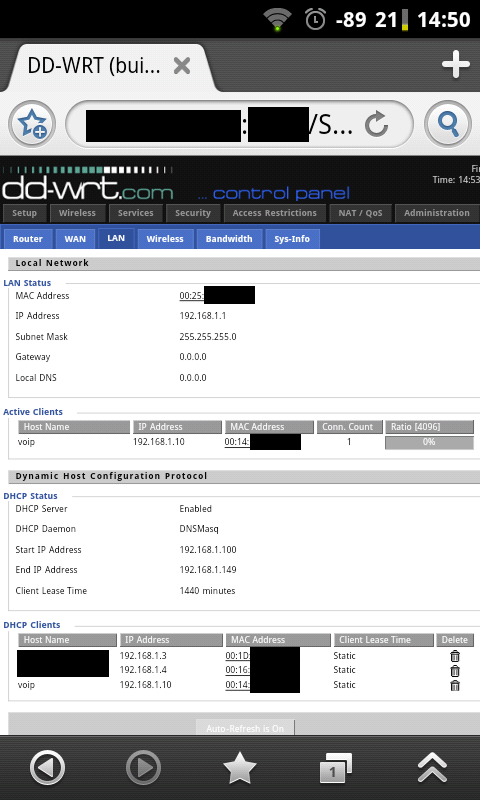 -89 21 14:50
DD-WRT (bui...
: /S...
dd-wrt.com ... control panel
Time: 14:53
Setup Wireless Services Security Access Restrictions NAT / QoS Administration
Router WAN LAN Wireless Bandwidth Sys-Info
Local Network
LAN Status
MAC Address 00:25:
IP Address 192.168.1.1
Subnet Mask 255.255.255.0
Gateway 0.0.0.0
Local DNS 0.0.0.0
Active Clients
Host Name IP Address MAC Address Conn. Count Ratio [4096]
voip 192.168.1.10 00:14: 1 0%
Dynamic Host Configuration Protocol
DHCP Status
DHCP Server Enabled
DHCP Daemon DNSMasq
Start IP Address 192.168.1.100
End IP Address 192.168.1.149
Client Lease Time 1440 minutes
DHCP Clients
Host Name IP Address MAC Address Client Lease Time Delete
192.168.1.3 00:1D: Static
192.168.1.4 00:16: Static
voip 192.168.1.10 00:14: Static
Auto-Refresh is On
1